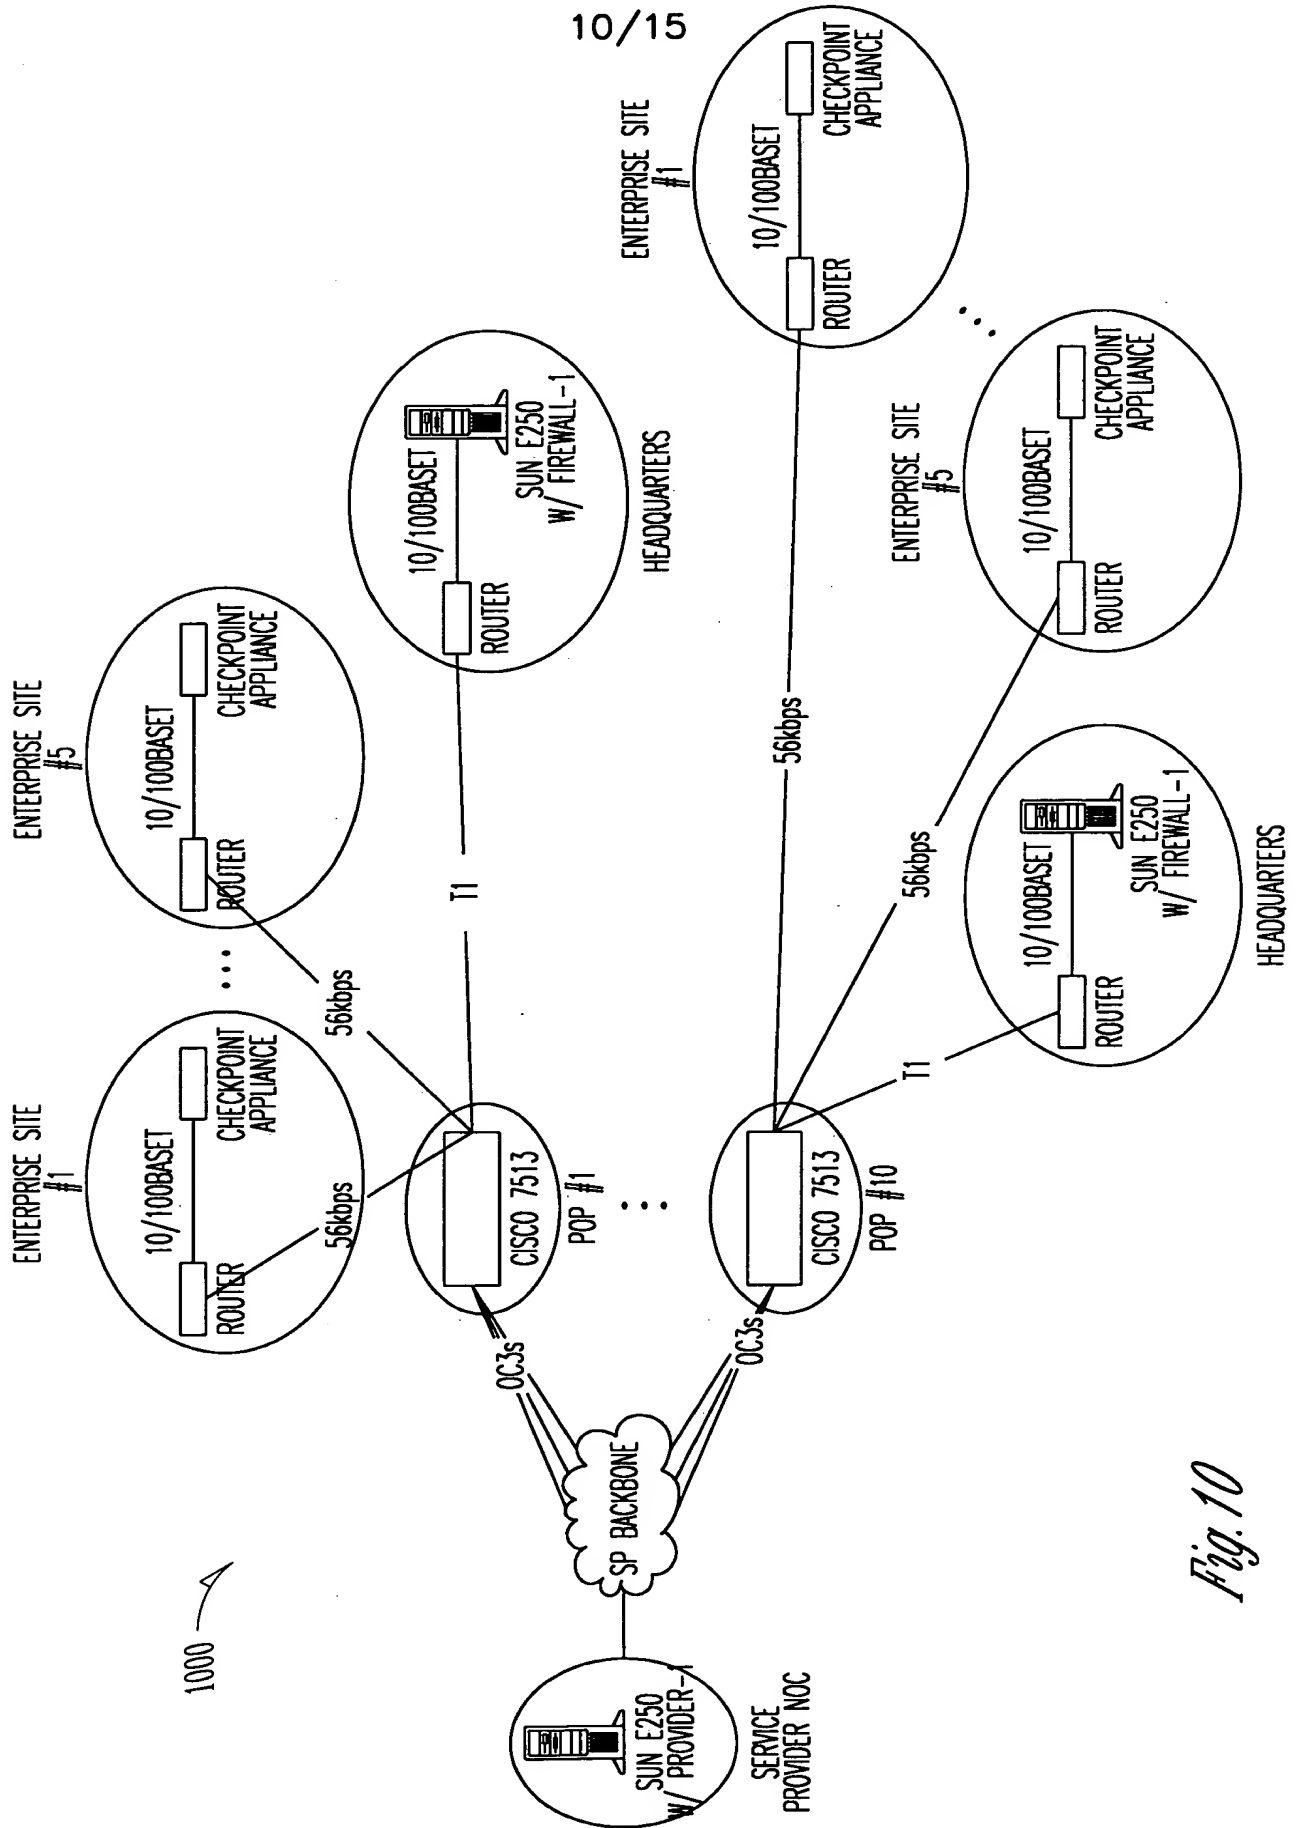 10/15
1000
ENTERPRISE SITE
#1
10/100BASET
ROUTER
CHECKPOINT
APPLIANCE
56kbps
...
ENTERPRISE SITE
#5
10/100BASET
ROUTER
CHECKPOINT
APPLIANCE
56kbps
T1
10/100BASET
ROUTER
SUN E250
W/ FIREWALL-1
HEADQUARTERS
CISCO 7513
POP #1
...
OC3s
SP BACKBONE
SUN E250
W/ PROVIDER-1
SERVICE
PROVIDER NOC
OC3s
CISCO 7513
POP #10
56kbps
ENTERPRISE SITE
#1
10/100BASET
ROUTER
CHECKPOINT
APPLIANCE
...
56kbps
ENTERPRISE SITE
#5
10/100BASET
ROUTER
CHECKPOINT
APPLIANCE
T1
10/100BASET
ROUTER
SUN E250
W/ FIREWALL-1
HEADQUARTERS
Fig. 10